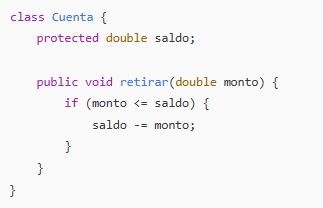 class Cuenta {
    protected double saldo;

    public void retirar(double monto) {
        if (monto <= saldo) {
            saldo -= monto;
        }
    }
}